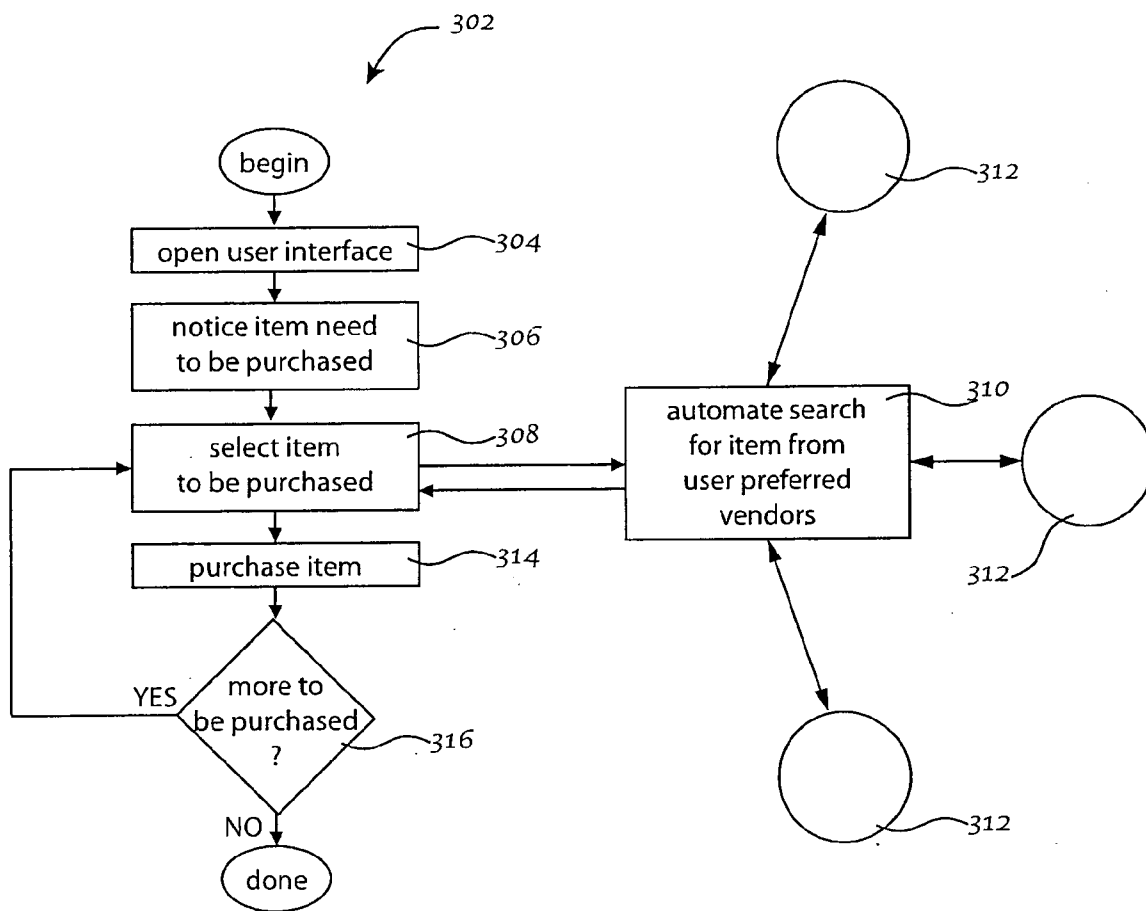 302
begin
open user interface
304
notice item need
to be purchased
306
select item
to be purchased
308
purchase item
314
YES
more to
be purchased
?
316
NO
done
312
automate search
for item from
user preferred
vendors
310
312
312